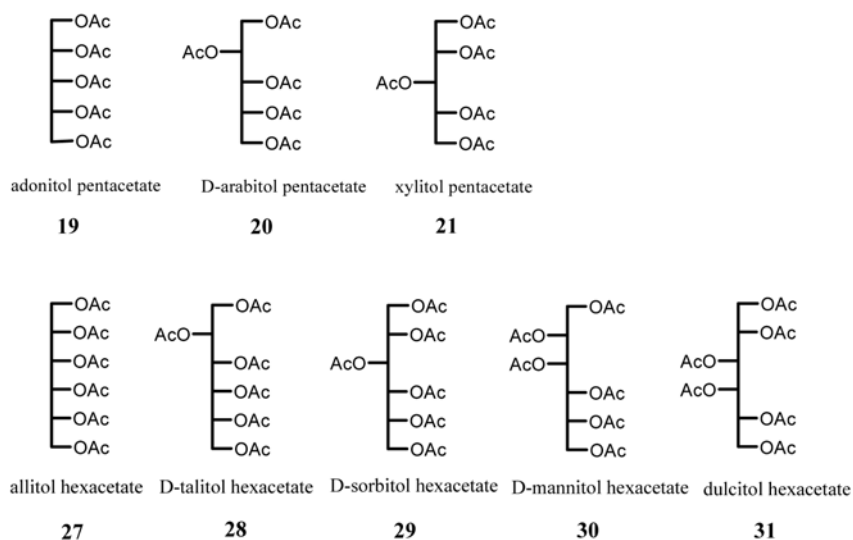 OAc OAc OAc
OAc AcO OAc
OAc OAc AcO
OAc OAc OAc
OAc OAc OAc
adonitol pentacetate D-arabitol pentacetate xylitol pentacetate
19 20 21
OAc OAc OAc OAc OAc
OAc AcO OAc AcO OAc
OAc OAc AcO AcO AcO
OAc OAc OAc OAc AcO
OAc OAc OAc OAc OAc
OAc OAc OAc OAc OAc
allitol hexacetate D-talitol hexacetate D-sorbitol hexacetate D-mannitol hexacetate dulcitol hexacetate
27 28 29 30 31